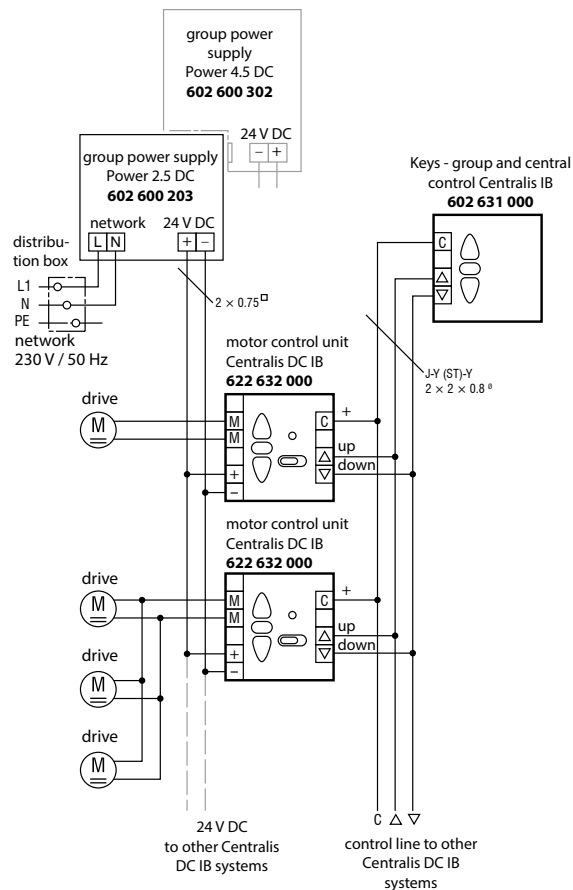 group power
supply
Power 4.5 DC
602 600 302
24 V DC
− +
group power supply
Power 2.5 DC
602 600 203
network 24 V DC
L N + −
distribu-
tion box
L1
N
PE
network
230 V / 50 Hz
2 × 0.75
Keys - group and central
control Centralis IB
602 631 000
C
J-Y (ST)-Y
2 × 2 × 0.8 ø
motor control unit
Centralis DC IB
622 632 000
drive
M
M
M
+
−
C
+
up
down
motor control unit
Centralis DC IB
622 632 000
drive
M
M
M
+
−
C
+
up
down
drive
M
drive
M
24 V DC
to other Centralis
DC IB systems
C
control line to other
Centralis DC IB
systems